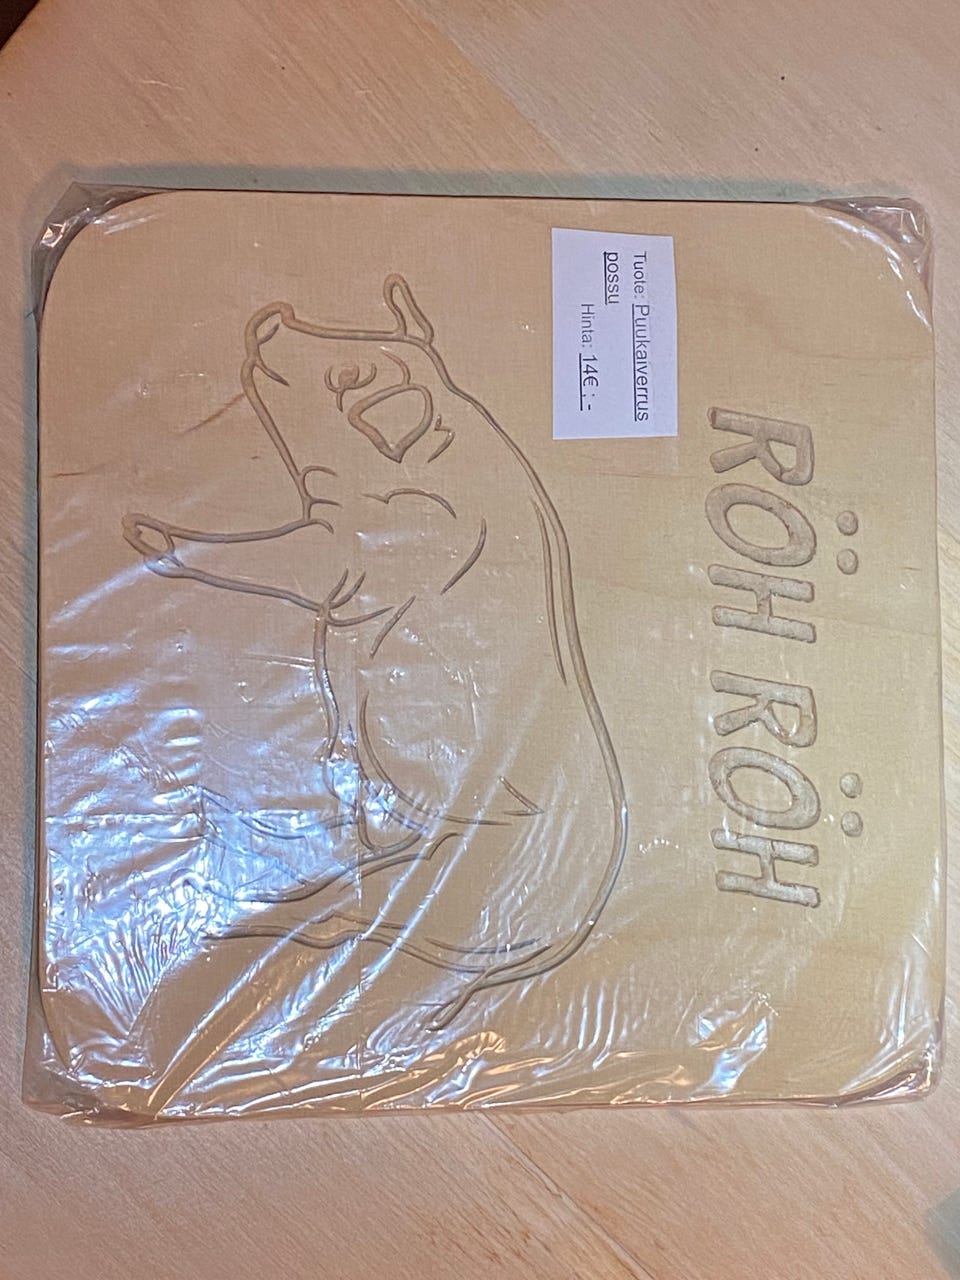 RÖH RÖH
Tuote: Puukaiverrus
possu
Hinta: 14€ ; -